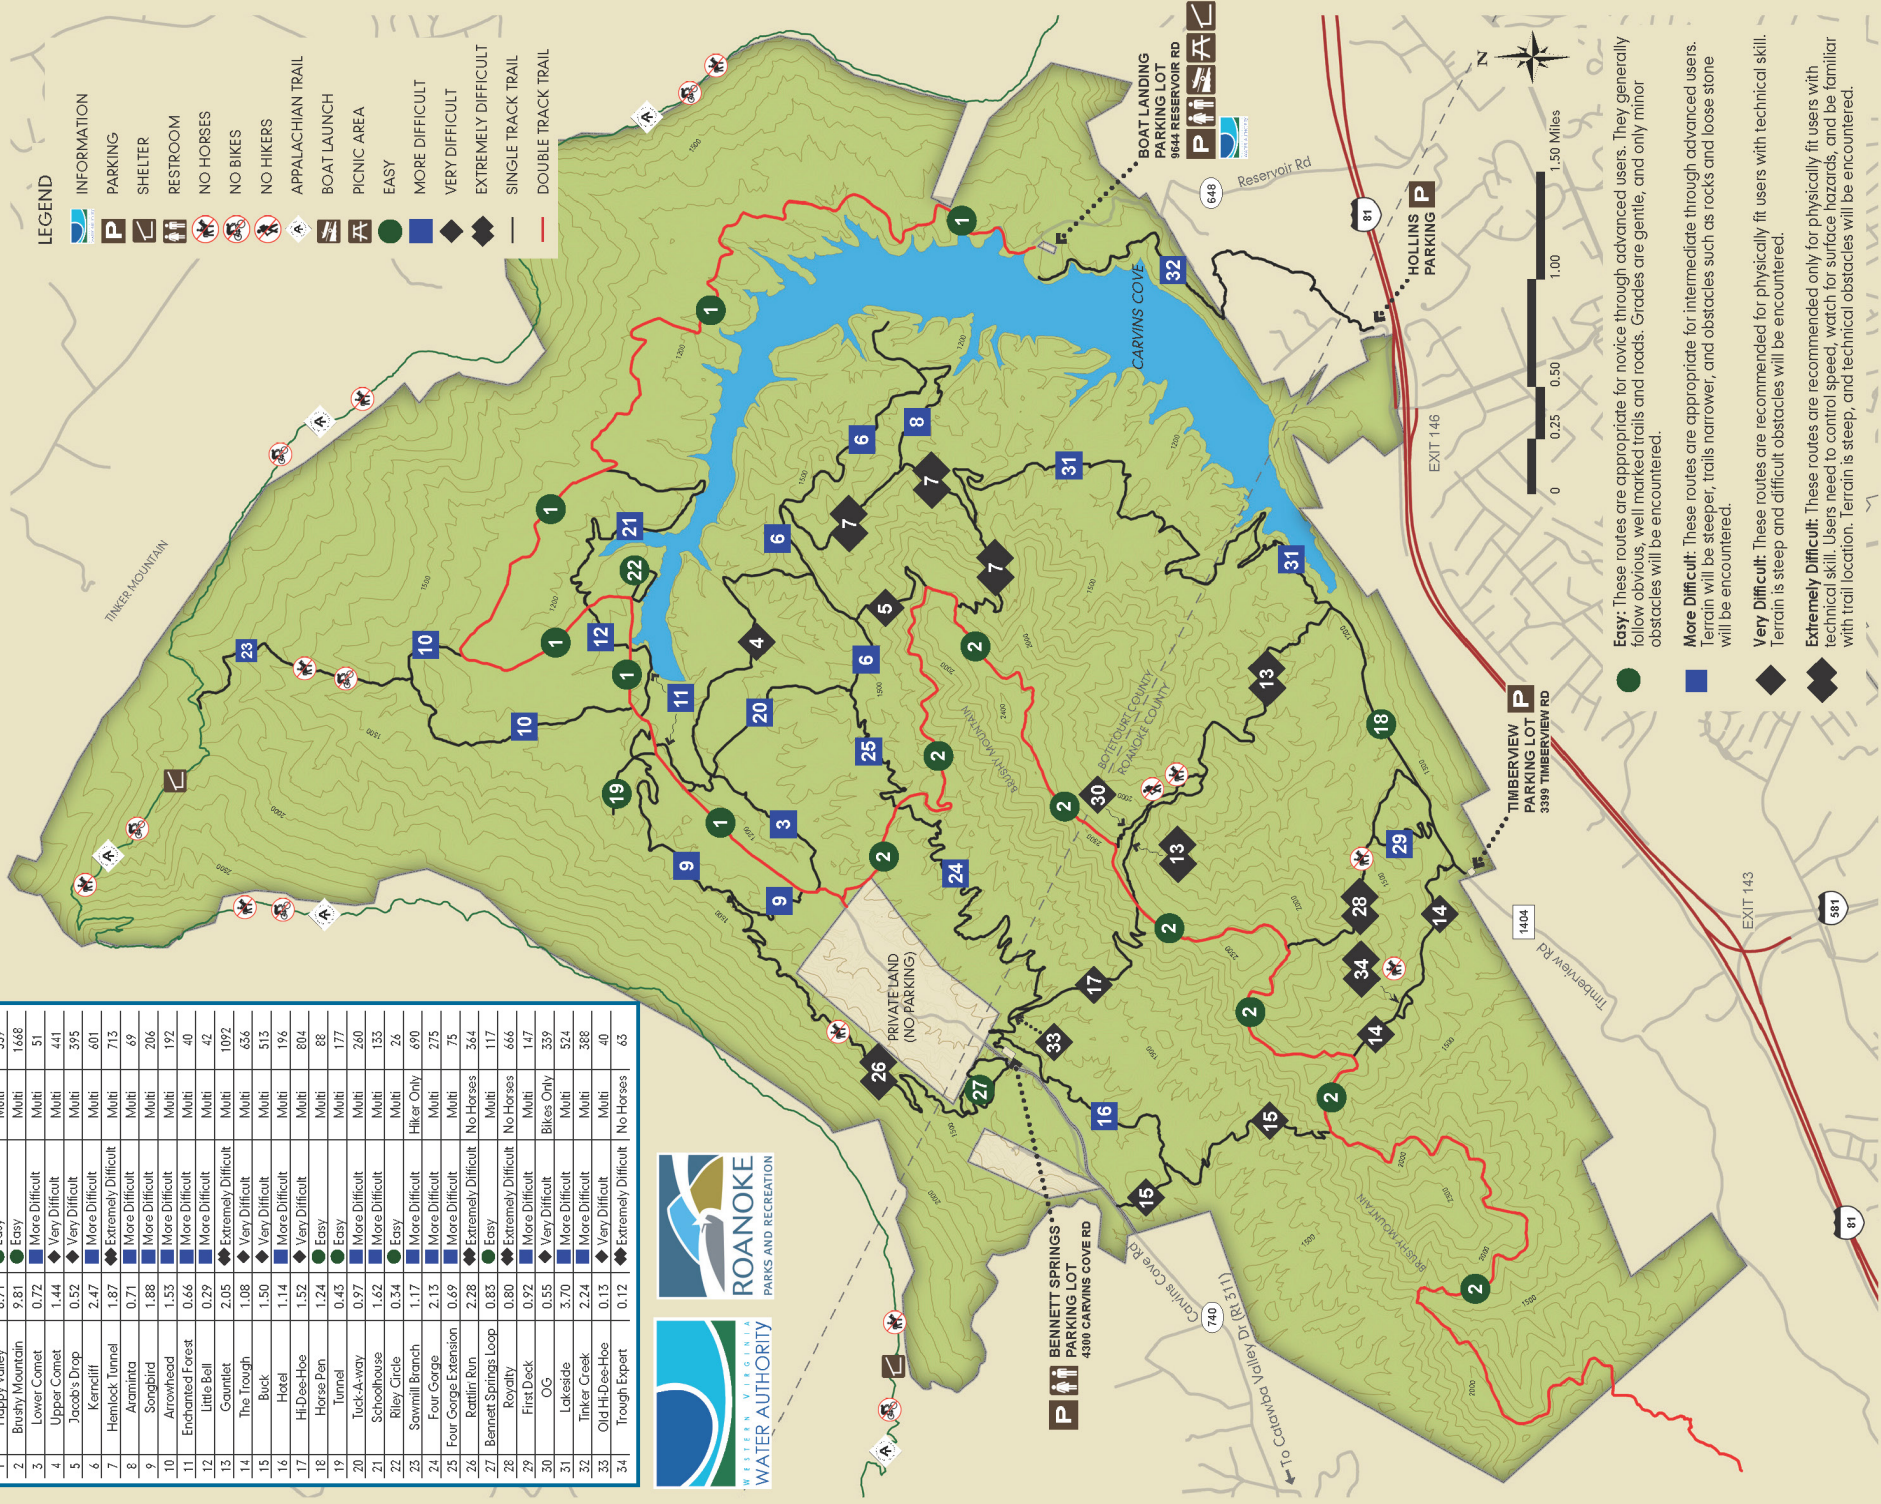 LEGEND
INFORMATION
PARKING
SHELTER
RESTROOM
NO HORSES
NO BIKES
NO HIKERS
APPALACHIAN TRAIL
BOAT LAUNCH
PICNIC AREA
EASY
MORE DIFFICULT
VERY DIFFICULT
EXTREMELY DIFFICULT
SINGLE TRACK TRAIL
DOUBLE TRACK TRAIL
2 Brushy Mountain 9.81 Easy Multi 1668
3 Lower Comet 0.72 More Difficult Multi 51
4 Upper Comet 1.44 Very Difficult Multi 441
5 Jacob's Drop 0.52 Very Difficult Multi 395
6 Kerncliff 2.47 More Difficult Multi 601
7 Hemlock Tunnel 1.87 Extremely Difficult Multi 713
8 Araminta 0.71 More Difficult Multi 69
9 Songbird 1.88 More Difficult Multi 206
10 Arrowhead 1.53 More Difficult Multi 192
11 Enchanted Forest 0.66 More Difficult Multi 40
12 Little Bell 0.29 More Difficult Multi 42
13 Gauntlet 2.05 Extremely Difficult Multi 1092
14 The Trough 1.08 Very Difficult Multi 636
15 Buck 1.50 Very Difficult Multi 513
16 Hotel 1.14 More Difficult Multi 196
17 Hi-Dee-Hoe 1.52 Very Difficult Multi 804
18 Horse Pen 1.24 Easy Multi 88
19 Tunnel 0.43 Easy Multi 177
20 Tuck-A-way 0.97 More Difficult Multi 260
21 Schoolhouse 1.62 More Difficult Multi 133
22 Riley Circle 0.34 Easy Multi 26
23 Sawmill Branch 1.17 More Difficult Hiker Only 690
24 Four Gorge 2.13 More Difficult Multi 275
25 Four Gorge Extension 0.69 More Difficult Multi 75
26 Rattlin Run 2.28 Extremely Difficult No Horses 364
27 Bennett Springs Loop 0.83 Easy Multi 117
28 Royalty 0.80 Extremely Difficult No Horses 666
29 First Deck 0.92 More Difficult Multi 147
30 OG 0.55 Very Difficult Bikes Only 339
31 Lakeside 3.70 More Difficult Multi 524
32 Tinker Creek 2.24 More Difficult Multi 388
33 Old Hi-Dee-Hoe 0.13 Very Difficult Multi 40
34 Trough Expert 0.12 Extremely Difficult No Horses 63
WESTERN VIRGINIA
WATER AUTHORITY
ROANOKE
PARKS AND RECREATION
TINKER MOUNTAIN
BRUSHY MOUNTAIN
BRUSHY MOUNTAIN
BOTETOURT COUNTY
ROANOKE COUNTY
CARVINS COVE
PRIVATE LAND
(NO PARKING)
BOAT LANDING
PARKING LOT
9644 RESERVOIR RD
648
Reservoir Rd
81
HOLLINS
PARKING
EXIT 146
TIMBERVIEW
PARKING LOT
3399 TIMBERVIEW RD
1404
Timberview Rd
EXIT 143
581
81
BENNETT SPRINGS
PARKING LOT
4300 CARVINS COVE RD
Carvins Cove Rd
740
To Catawba Valley Dr (Rt 311)
N
0 0.25 0.50 1.00 1.50 Miles
Easy: These routes are appropriate for novice through advanced users. They generally
follow obvious, well marked trails and roads. Grades are gentle, and only minor
obstacles will be encountered.
More Difficult: These routes are appropriate for intermediate through advanced users.
Terrain will be steeper, trails narrower, and obstacles such as rocks and loose stone
will be encountered.
Very Difficult: These routes are recommended for physically fit users with technical skill.
Terrain is steep and difficult obstacles will be encountered.
Extremely Difficult: These routes are recommended only for physically fit users with
technical skill. Users need to control speed, watch for surface hazards, and be familiar
with trail location. Terrain is steep, and technical obstacles will be encountered.